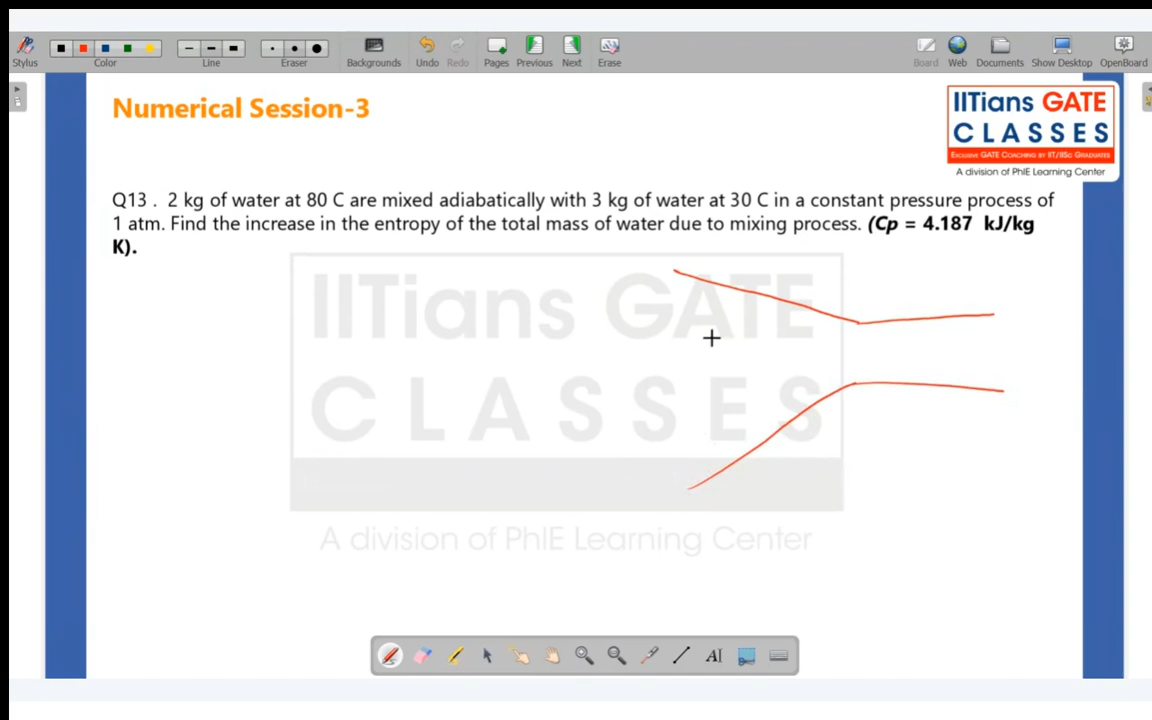 Stylus
Color
Line
Eraser
Backgrounds
Undo
Redo
Pages
Previous
Next
Erase
Board
Web
Documents
Show Desktop
OpenBoard
Numerical Session-3
IITians GATE
CLASSES
EXCLUSIVE GATE COACHING BY IIT/IISC GRADUATES
A division of PhIE Learning Center
Q13 . 2 kg of water at 80 C are mixed adiabatically with 3 kg of water at 30 C in a constant pressure process of
1 atm. Find the increase in the entropy of the total mass of water due to mixing process. (Cp = 4.187 kJ/kg
K).
IITians GATE
CLASSES
A division of PhIE Learning Center
AI